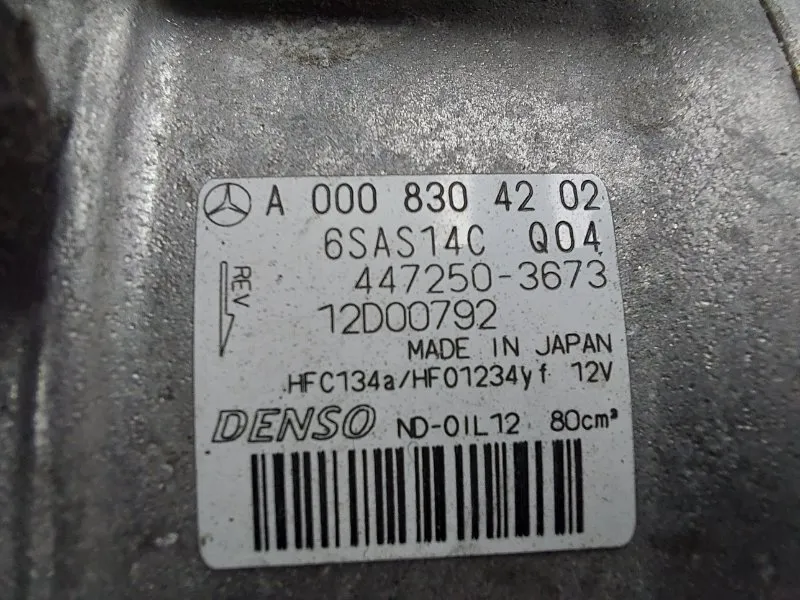 A 000 830 42 02
6SAS14C Q04
REV
447250-3673
12D00792
MADE IN JAPAN
HFC134a/HFO1234yf 12V
DENSO ND-OIL12 80cm³